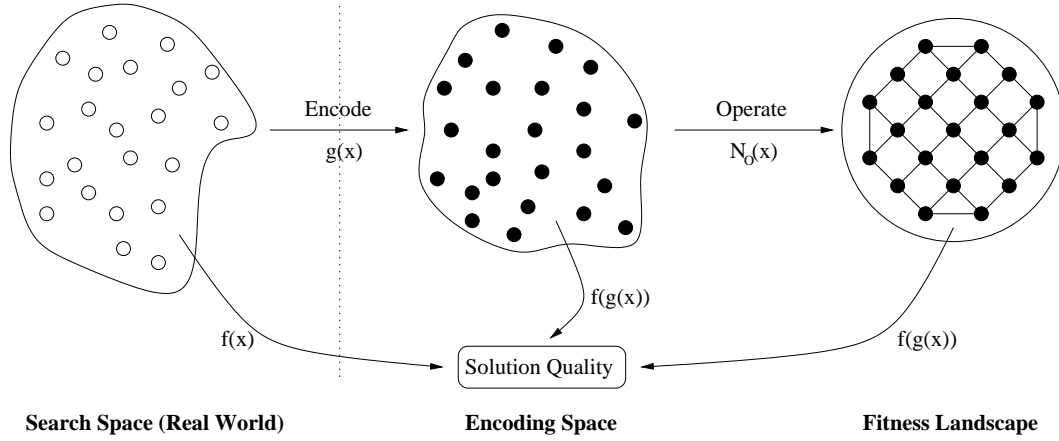 Encode
g(x)
Operate
N_O(x)
f(x)
f(g(x))
f(g(x))
Solution Quality
Search Space (Real World)
Encoding Space
Fitness Landscape